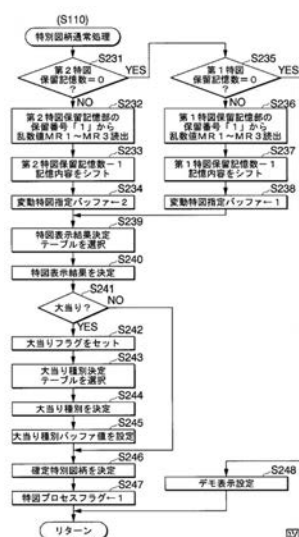 (S110)
特別図柄通常処理
S231
第2特図
保留記憶数=0
?
YES
NO
S235
第1特図
保留記憶数=0
?
YES
NO
S232
第2特図保留記憶部の
保留番号「1」から
乱数値MR1~MR3読出
S236
第1特図保留記憶部の
保留番号「1」から
乱数値MR1~MR3読出
S233
第2特図保留記憶数-1
記憶内容をシフト
S237
第1特図保留記憶数-1
記憶内容をシフト
S234
変動特図指定バッファ←2
S238
変動特図指定バッファ←1
S239
特図表示結果決定
テーブルを選択
S240
特図表示結果を決定
S241
大当り?
NO
YES
S242
大当りフラグをセット
S243
大当り種別決定
テーブルを選択
S244
大当り種別を決定
S245
大当り種別バッファ値を設定
S246
確定特別図柄を決定
S247
特図プロセスフラグ←1
S248
デモ表示設定
リターン